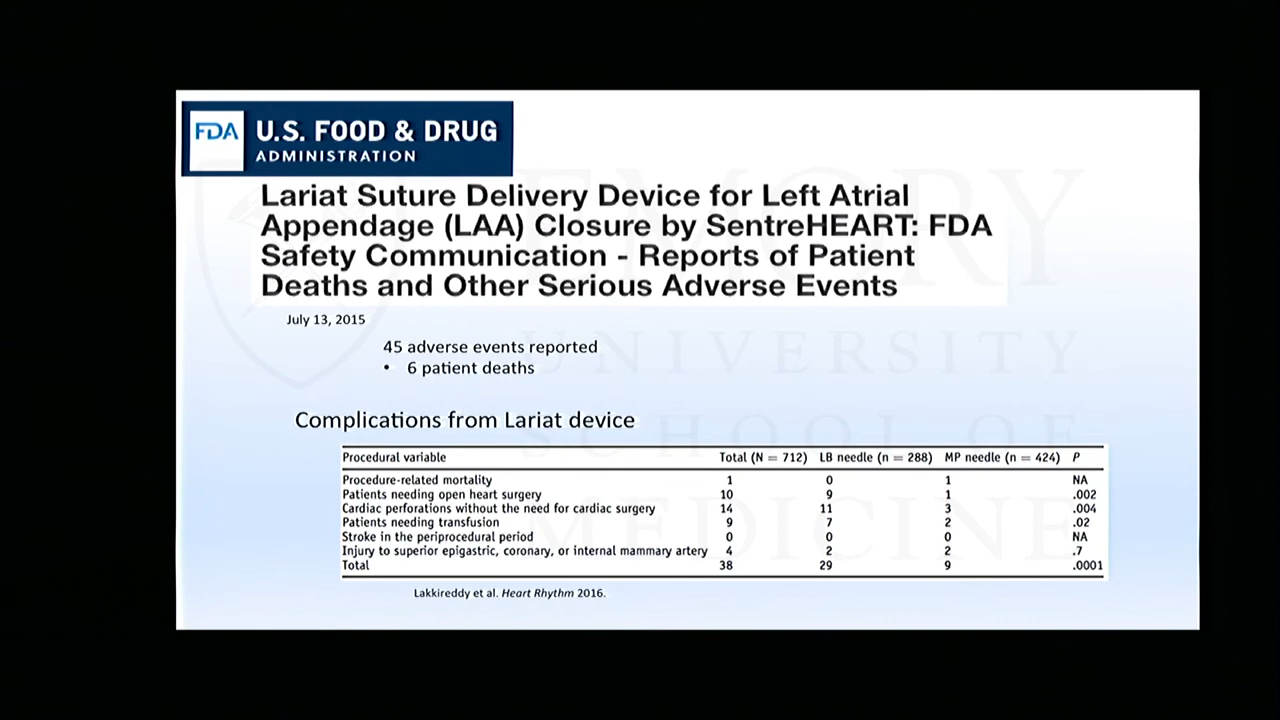 FDA U.S. FOOD & DRUG
ADMINISTRATION
Lariat Suture Delivery Device for Left Atrial
Appendage (LAA) Closure by SentreHEART: FDA
Safety Communication - Reports of Patient
Deaths and Other Serious Adverse Events
July 13, 2015
45 adverse events reported
• 6 patient deaths
Complications from Lariat device
Procedural variable Total (N = 712) LB needle (n = 288) MP needle (n = 424) P
Procedure-related mortality 1 0 1 NA
Patients needing open heart surgery 10 9 1 .002
Cardiac perforations without the need for cardiac surgery 14 11 3 .004
Patients needing transfusion 9 7 2 .02
Stroke in the periprocedural period 0 0 0 NA
Injury to superior epigastric, coronary, or internal mammary artery 4 2 2 .7
Total 38 29 9 .0001
Lakkireddy et al. Heart Rhythm 2016.
EMORY
UNIVERSITY
SCHOOL OF
MEDICINE